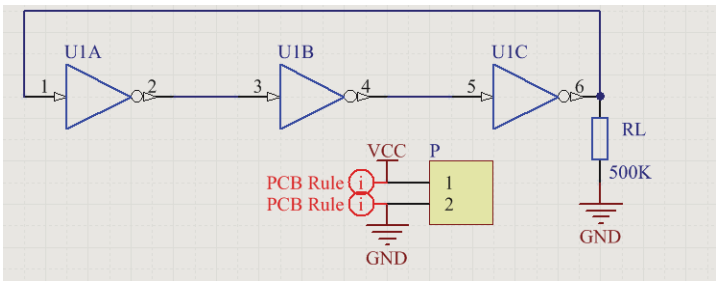 U1A U1B U1C
1 2 3 4 5 6
RL
VCC P
500K
PCB Rule i 1
PCB Rule i 2
GND
GND